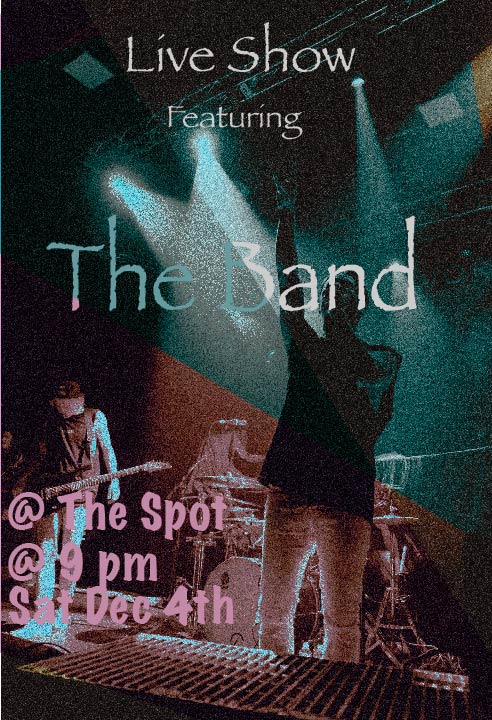 Live Show
Featuring
The Band
@ The Spot
@ 9 pm
Sat Dec 4th